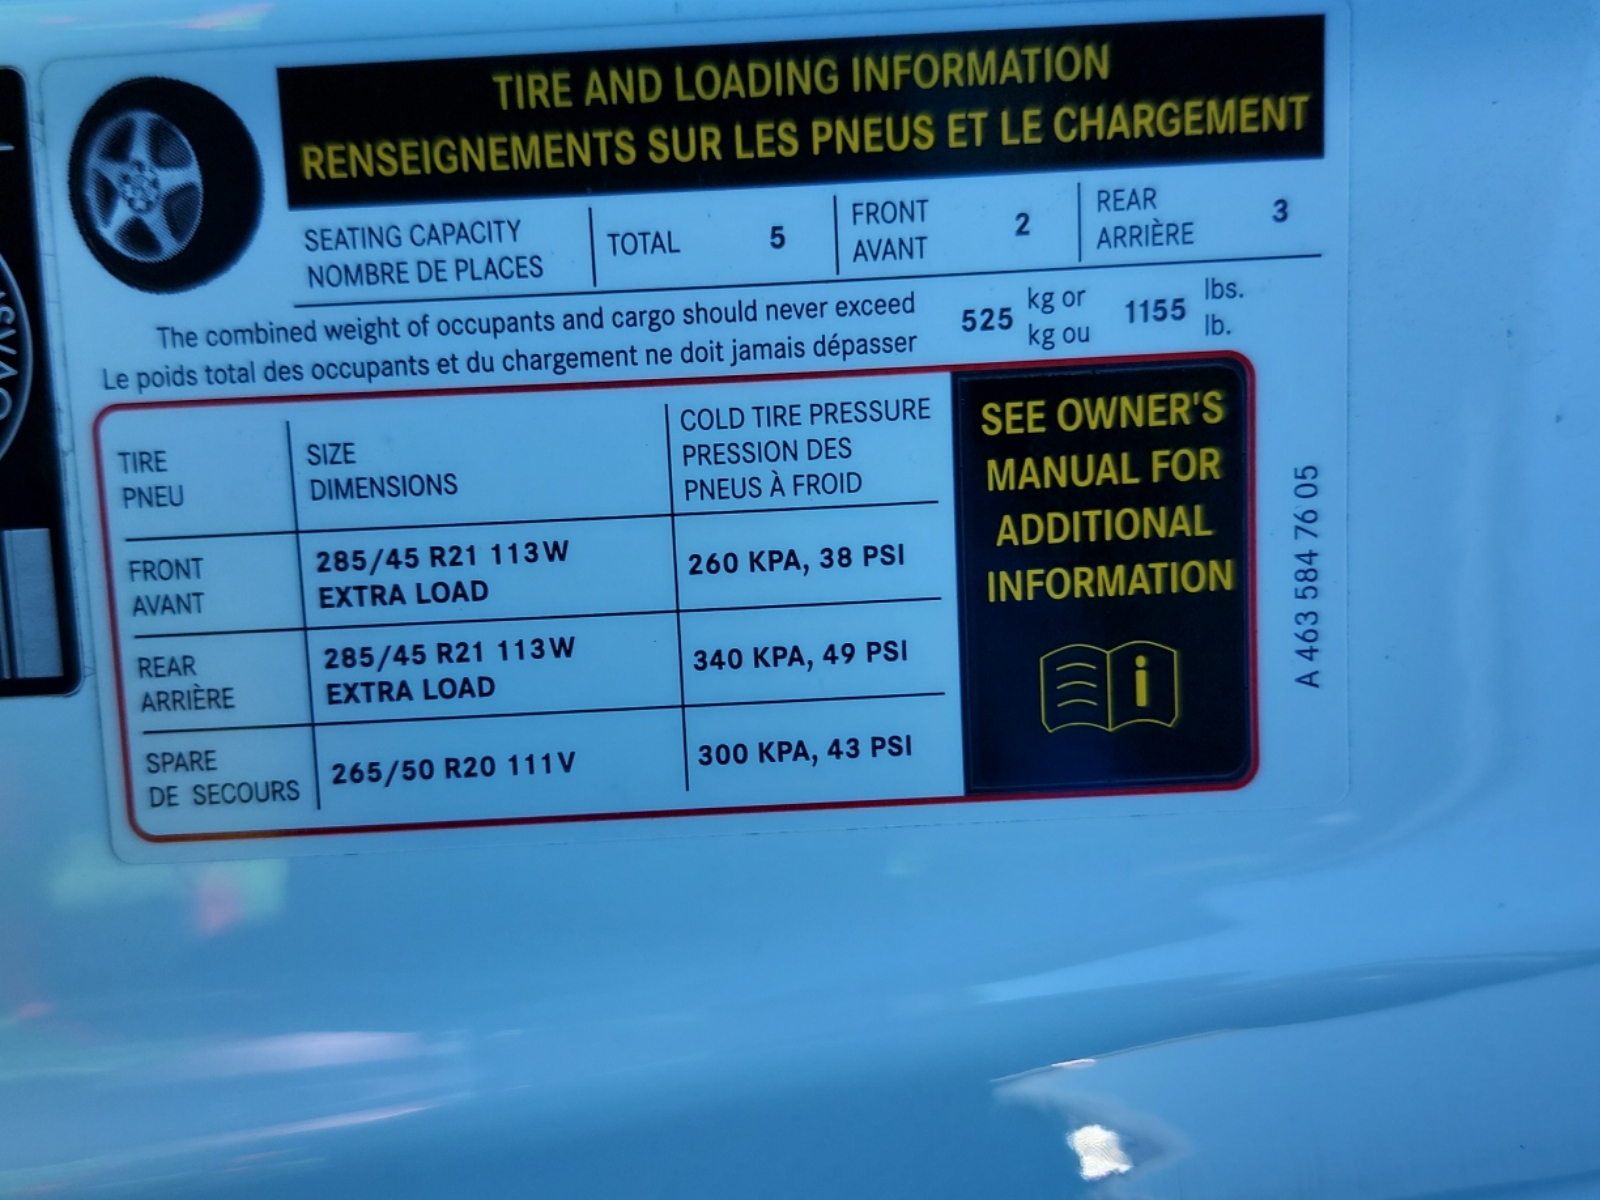 TIRE AND LOADING INFORMATION
RENSEIGNEMENTS SUR LES PNEUS ET LE CHARGEMENT
SEATING CAPACITY
NOMBRE DE PLACES
TOTAL 5
FRONT
AVANT
2
REAR
ARRIÈRE
3
The combined weight of occupants and cargo should never exceed
Le poids total des occupants et du chargement ne doit jamais dépasser
525
kg or
kg ou
1155
lbs.
lb.
TIRE
PNEU
SIZE
DIMENSIONS
COLD TIRE PRESSURE
PRESSION DES
PNEUS À FROID
FRONT
AVANT
285/45 R21 113W
EXTRA LOAD
260 KPA, 38 PSI
REAR
ARRIÈRE
285/45 R21 113W
EXTRA LOAD
340 KPA, 49 PSI
SPARE
DE SECOURS
265/50 R20 111V
300 KPA, 43 PSI
SEE OWNER'S
MANUAL FOR
ADDITIONAL
INFORMATION
A 463 584 76 05